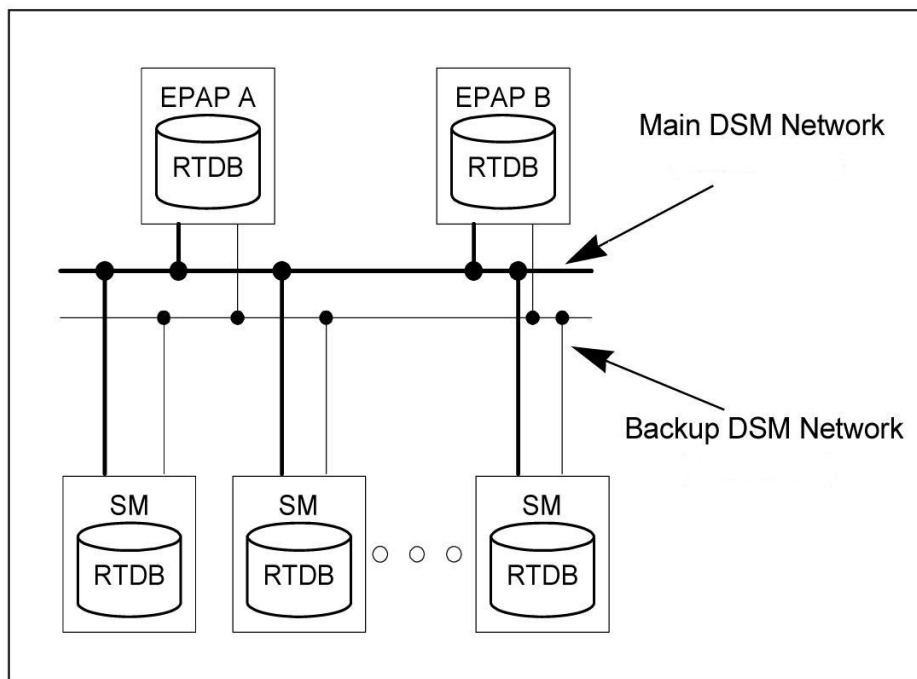 EPAP A
RTDB
EPAP B
RTDB
Main DSM Network
Backup DSM Network
SM
RTDB
SM
RTDB
SM
RTDB